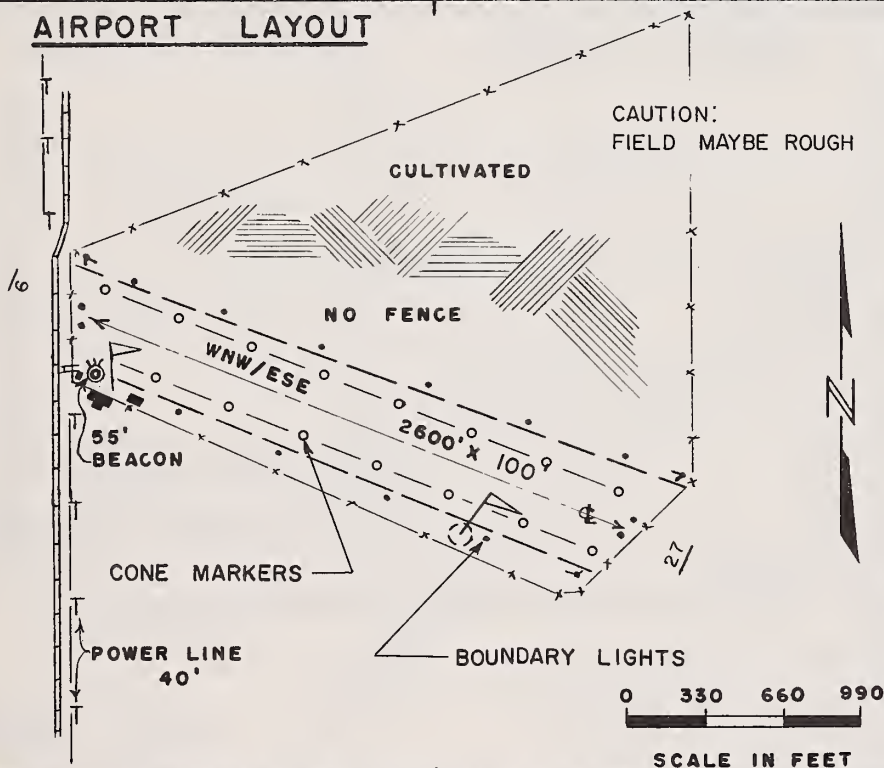 AIRPORT LAYOUT
CAUTION:
FIELD MAYBE ROUGH
CULTIVATED
16
NO FENCE
WNW/ESE
2600' X 100'
55'
BEACON
℄
N
27
CONE MARKERS
BOUNDARY LIGHTS
POWER LINE
40'
0 330 660 990
SCALE IN FEET